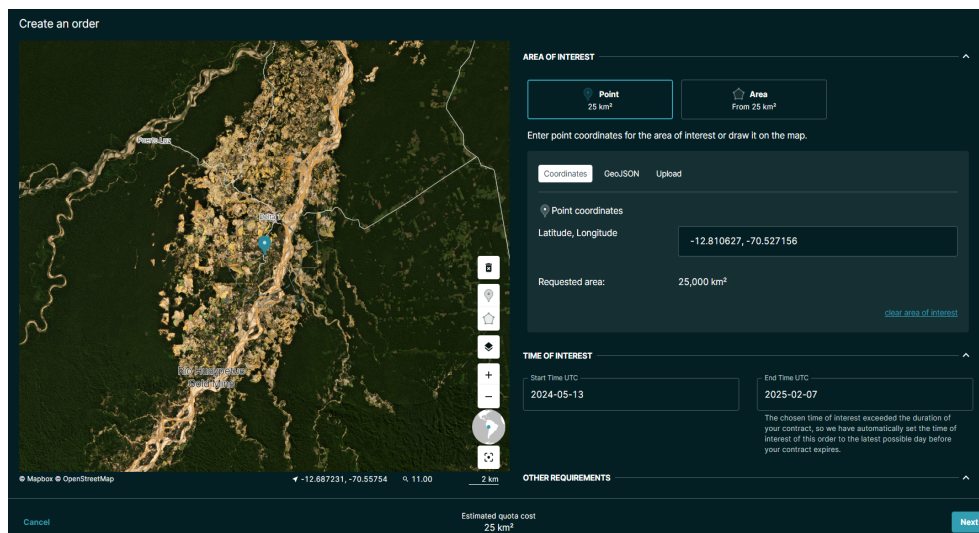 Create an order
Puerto Luz
Delta 1
Rio Huaypetue
Gold Mine
© Mapbox © OpenStreetMap
-12.687231, -70.55754
11.00
2 km
AREA OF INTEREST
Point
25 km²
Area
From 25 km²
Enter point coordinates for the area of interest or draw it on the map.
Coordinates GeoJSON Upload
Point coordinates
Latitude, Longitude
-12.810627, -70.527156
Requested area:
25,000 km²
clear area of interest
TIME OF INTEREST
Start Time UTC
2024-05-13
End Time UTC
2025-02-07
The chosen time of interest exceeded the duration of
your contract, so we have automatically set the time of
interest of this order to the latest possible day before
your contract expires.
OTHER REQUIREMENTS
Cancel
Estimated quota cost
25 km²
Next